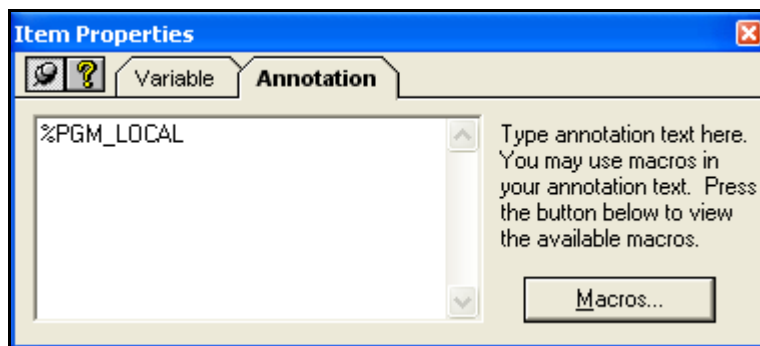 Item Properties
Variable
Annotation
%PGM_LOCAL
Type annotation text here.
You may use macros in
your annotation text. Press
the button below to view
the available macros.
Macros...